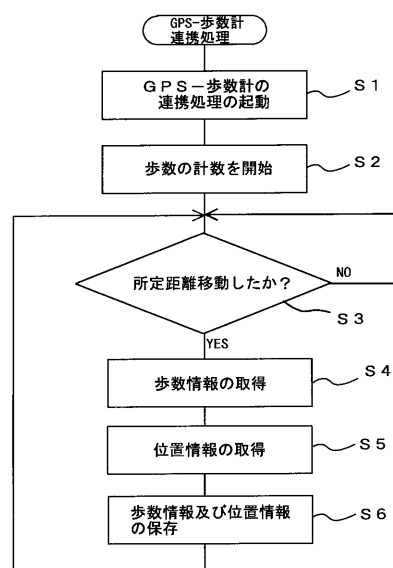 GPS-歩数計
連携処理
GPS-歩数計の
連携処理の起動
S1
歩数の計数を開始
S2
所定距離移動したか?
NO
S3
YES
歩数情報の取得
S4
位置情報の取得
S5
歩数情報及び位置情報
の保存
S6